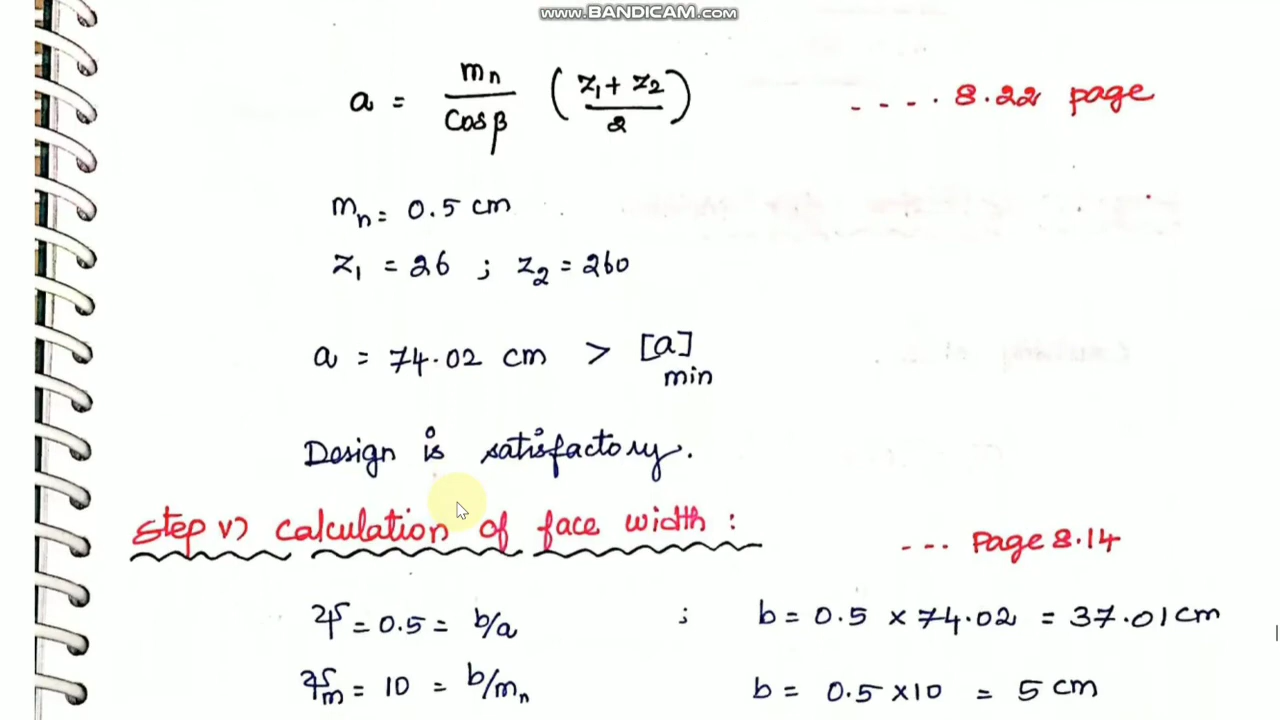 www.BANDICAM.com
a = mn/cosβ (z1 + z2 / 2) - - - - . 8.22 page
mn = 0.5 cm
z1 = 26 ; z2 = 260
a = 74.02 cm > [a]min
Design is satisfactory.
Step v) calculation of face width :
- - - Page 8.14
ψ = 0.5 = b/a ; b = 0.5 × 74.02 = 37.01 cm
ψm = 10 = b/mn b = 0.5 × 10 = 5 cm